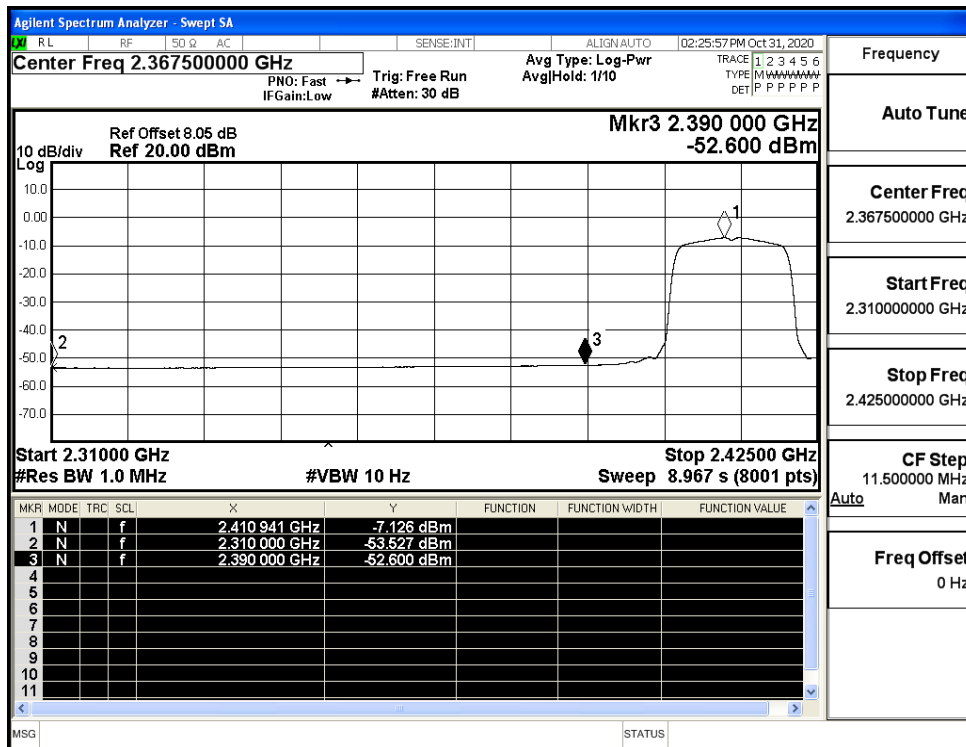 Agilent Spectrum Analyzer - Swept SA
LXI RL RF 50 Ω AC SENSE:INT ALIGNAUTO 02:25:57 PM Oct 31, 2020
Center Freq 2.367500000 GHz
PNO: Fast
IFGain:Low
Trig: Free Run
#Atten: 30 dB
Avg Type: Log-Pwr
Avg|Hold: 1/10
TRACE 1 2 3 4 5 6
TYPE M WWWWW
DET P P P P P P
Frequency
Auto Tune
Center Freq
2.367500000 GHz
Start Freq
2.310000000 GHz
Stop Freq
2.425000000 GHz
CF Step
11.500000 MHz
Auto Man
Freq Offset
0 Hz
Mkr3 2.390 000 GHz
-52.600 dBm
Ref Offset 8.05 dB
10 dB/div Ref 20.00 dBm
Log
10.0
0.00
-10.0
-20.0
-30.0
-40.0
-50.0
-60.0
-70.0
1
2
3
Start 2.31000 GHz Stop 2.42500 GHz
#Res BW 1.0 MHz #VBW 10 Hz Sweep 8.967 s (8001 pts)
MKR MODE TRC SCL X Y FUNCTION FUNCTION WIDTH FUNCTION VALUE
1 N f 2.410 941 GHz -7.126 dBm
2 N f 2.310 000 GHz -53.527 dBm
3 N f 2.390 000 GHz -52.600 dBm
4
5
6
7
8
9
10
11
MSG STATUS